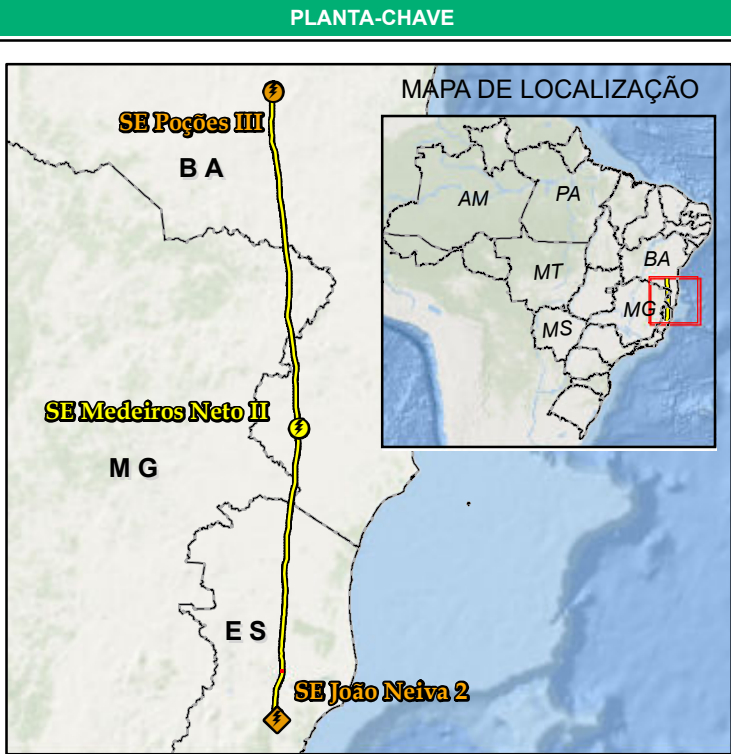 PLANTA-CHAVE
MAPA DE LOCALIZAÇÃO
SE Poções III
B A
AM
PA
BA
MT
MG
MS
SE Medeiros Neto II
M G
E S
SE João Neiva 2